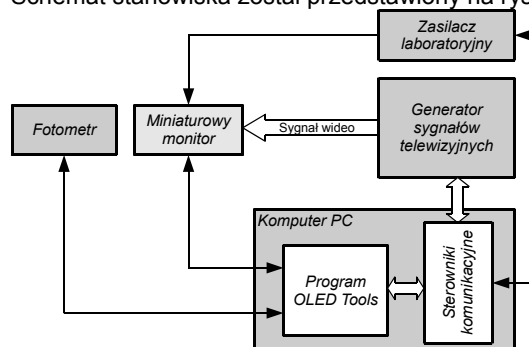 Schemat stanowiska został przedstawiony na rys
Zasilacz
laboratoryjny
Fotometr
Miniaturowy
monitor
Sygnał wideo
Generator
sygnałów
telewizyjnych
Komputer PC
Program
OLED Tools
Sterowniki
komunikacyjne